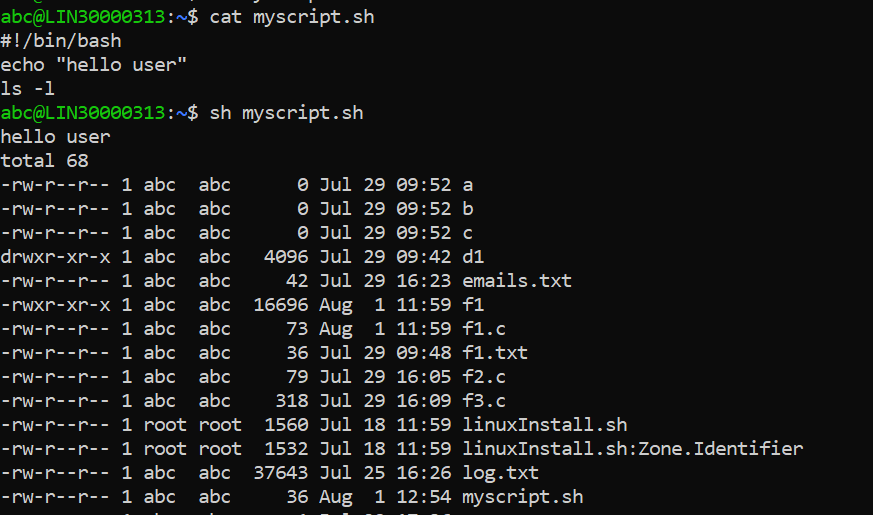 abc@LIN30000313:~$ cat myscript.sh
#!/bin/bash
echo "hello user"
ls -l
abc@LIN30000313:~$ sh myscript.sh
hello user
total 68
-rw-r--r-- 1 abc  abc      0 Jul 29 09:52 a
-rw-r--r-- 1 abc  abc      0 Jul 29 09:52 b
-rw-r--r-- 1 abc  abc      0 Jul 29 09:52 c
drwxr-xr-x 1 abc  abc   4096 Jul 29 09:42 d1
-rw-r--r-- 1 abc  abc     42 Jul 29 16:23 emails.txt
-rwxr-xr-x 1 abc  abc  16696 Aug  1 11:59 f1
-rw-r--r-- 1 abc  abc     73 Aug  1 11:59 f1.c
-rw-r--r-- 1 abc  abc     36 Jul 29 09:48 f1.txt
-rw-r--r-- 1 abc  abc     79 Jul 29 16:05 f2.c
-rw-r--r-- 1 abc  abc    318 Jul 29 16:09 f3.c
-rw-r--r-- 1 root root  1560 Jul 18 11:59 linuxInstall.sh
-rw-r--r-- 1 root root  1532 Jul 18 11:59 linuxInstall.sh:Zone.Identifier
-rw-r--r-- 1 abc  abc  37643 Jul 25 16:26 log.txt
-rw-r--r-- 1 abc  abc     36 Aug  1 12:54 myscript.sh